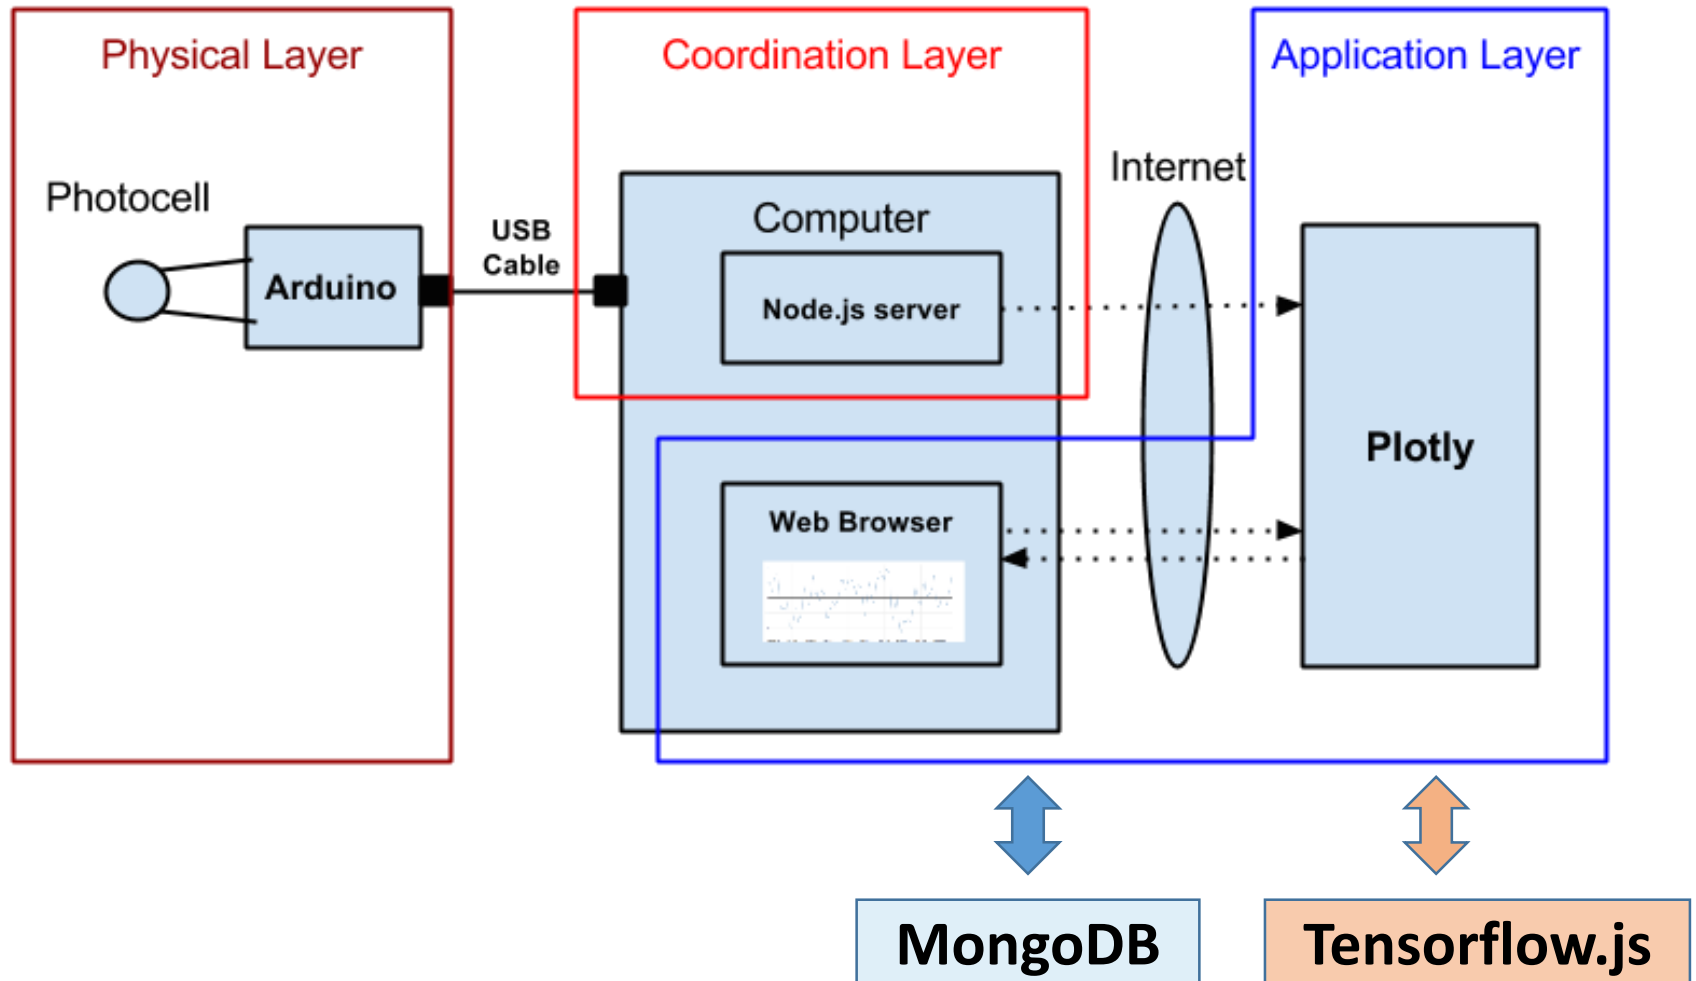 Physical Layer
Coordination Layer
Application Layer
Photocell
Arduino
USB
Cable
Computer
Node.js server
Internet
Plotly
Web Browser
MongoDB
Tensorflow.js